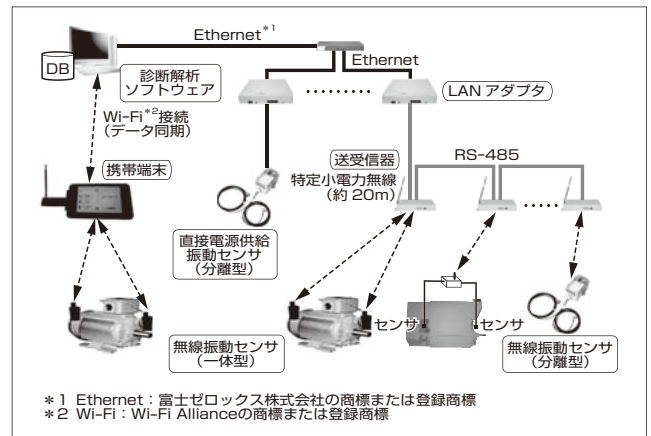 Ethernet*1
DB
診断解析
ソフトウェア
Ethernet
LAN アダプタ
Wi-Fi*2接続
(データ同期)
携帯端末
送受信器
特定小電力無線
(約 20m)
RS-485
直接電源供給
振動センサ
(分離型)
無線振動センサ
(一体型)
センサ
センサ
無線振動センサ
(分離型)
*1 Ethernet：富士ゼロックス株式会社の商標または登録商標
*2 Wi-Fi：Wi-Fi Allianceの商標または登録商標